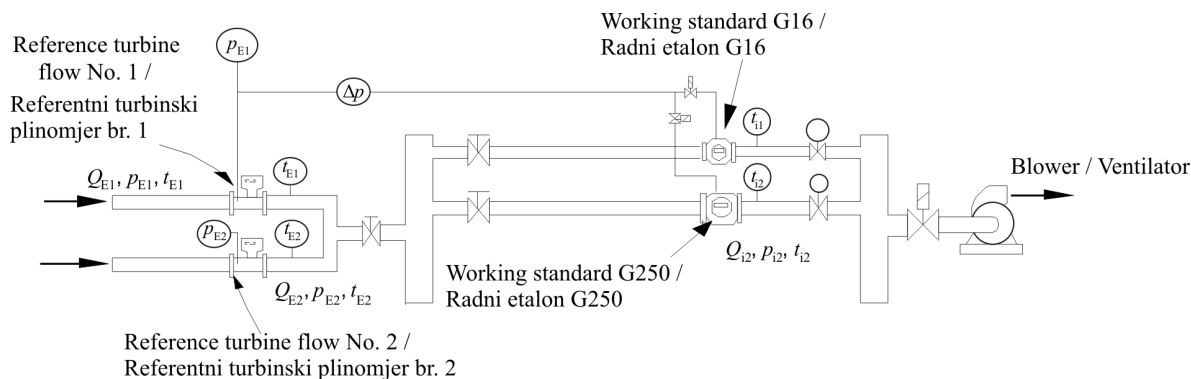 Reference turbine
flow No. 1 /
Referentni turbinski
plinomjer br. 1
pE1
Δp
Working standard G16 /
Radni etalon G16
ti1
tE1
QE1, pE1, tE1
pE2
tE2
QE2, pE2, tE2
Reference turbine flow No. 2 /
Referentni turbinski plinomjer br. 2
ti2
Qi2, pi2, ti2
Working standard G250 /
Radni etalon G250
Blower / Ventilator